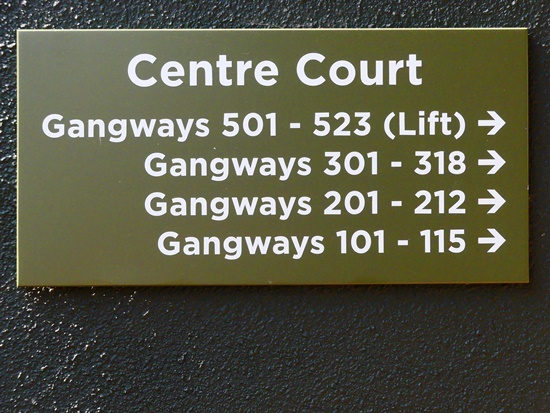 Centre Court
Gangways 501 - 523 (Lift) →
Gangways 301 - 318 →
Gangways 201 - 212 →
Gangways 101 - 115 →